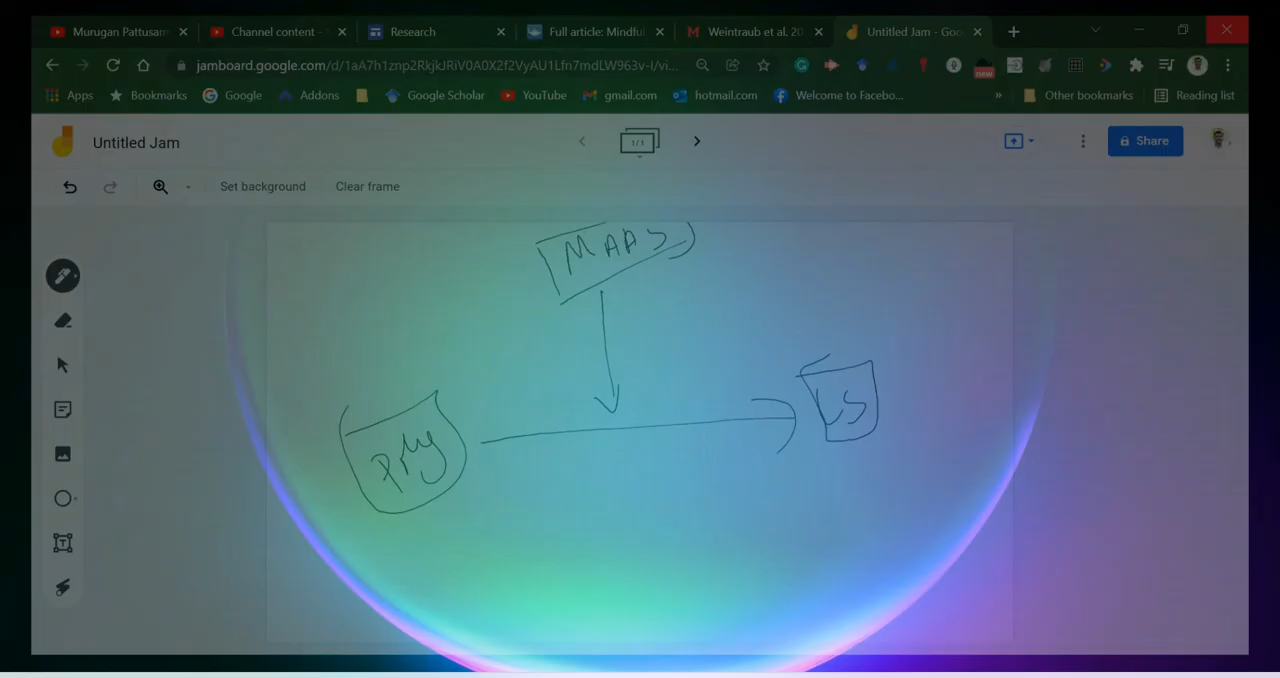 Murugan Pattusam
Channel content - 
Research
Full article: Mindful
Weintraub et al. 20
Untitled Jam - Goo
jamboard.google.com/d/1aA7h1znp2RkjkJRiV0A0X2f2VyAU1Lfn7mdLW963v-I/vi...
new
Apps
Bookmarks
Google
Addons
Google Scholar
YouTube
gmail.com
hotmail.com
Welcome to Facebo...
»
Other bookmarks
Reading list
Untitled Jam
1/1
Share
Set background
Clear frame
MAAS
PMy
LS